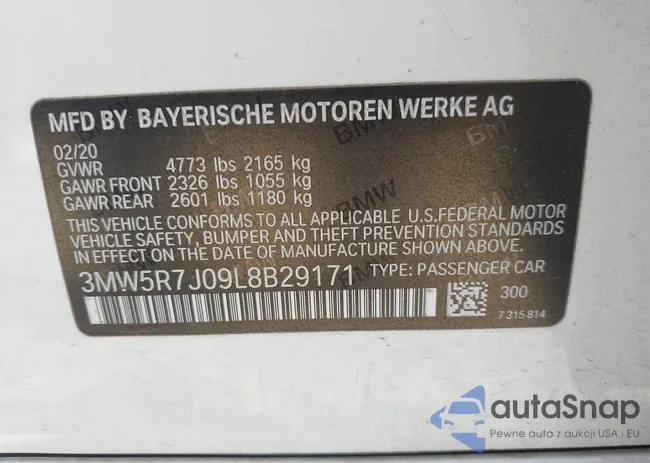 MFD BY BAYERISCHE MOTOREN WERKE AG
02/20
GVWR 4773 lbs 2165 kg
GAWR FRONT 2326 lbs 1055 kg
GAWR REAR 2601 lbs 1180 kg
THIS VEHICLE CONFORMS TO ALL APPLICABLE U.S.FEDERAL MOTOR
VEHICLE SAFETY, BUMPER AND THEFT PREVENTION STANDARDS
IN EFFECT ON THE DATE OF MANUFACTURE SHOWN ABOVE.
3MW5R7J09L8B29171 TYPE: PASSENGER CAR
300
7 315 814
autoSnap
Pewne auta z aukcji USA i EU